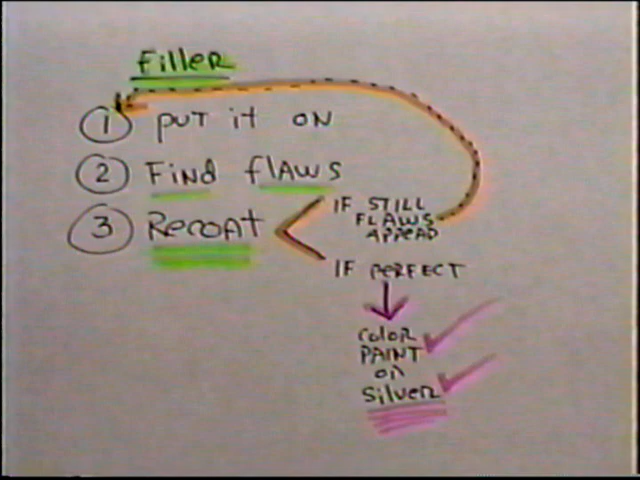 Filler
1 PUT it ON
2 Find flAWS
3 RecoAt
IF STILL
FLAWS
APPEAR
IF PERFECT
Color
PAINT
or
Silver